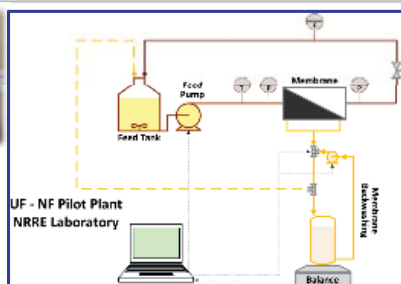 Feed
Pump
Membrane
Feed Tank
UF - NF Pilot Plant
NRRE Laboratory
Membrane
Backwashing
Balance